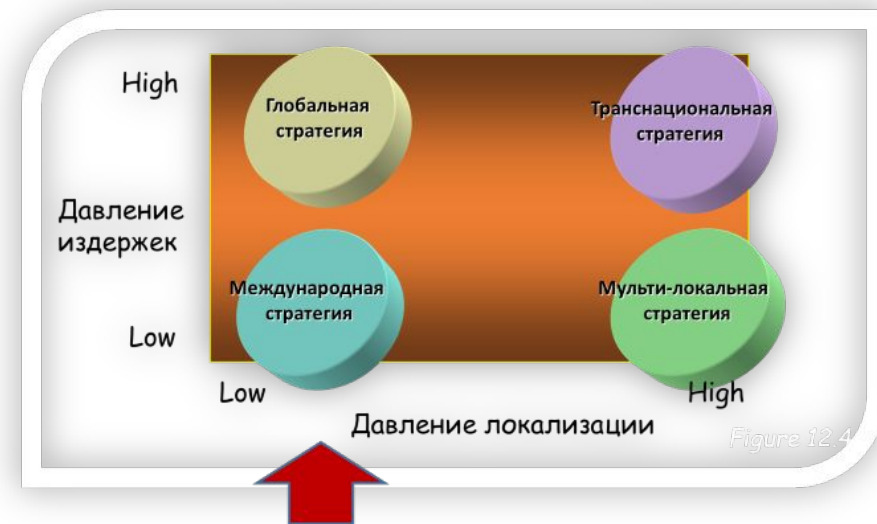 High
Глобальная
стратегия
Транснациональная
стратегия
Давление
издержек
Международная
стратегия
Мульти-локальная
стратегия
Low
Low
High
Давление локализации
Figure 12.4